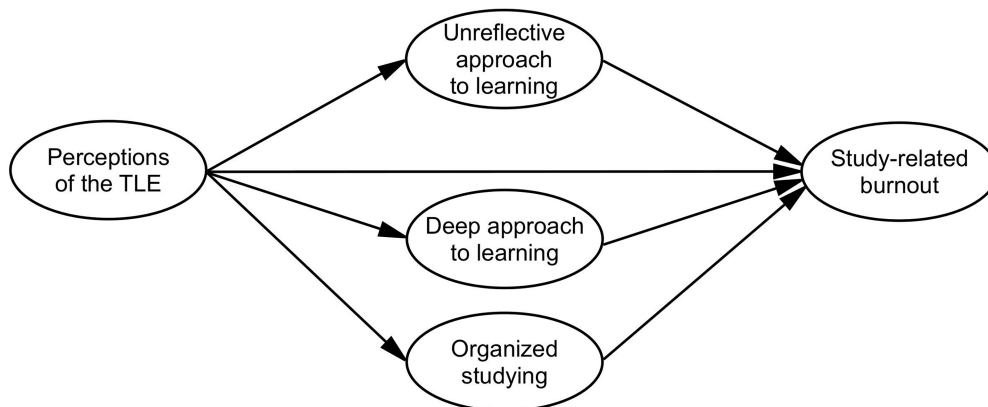 Unreflective
approach
to learning
Perceptions
of the TLE
Study-related
burnout
Deep approach
to learning
Organized
studying